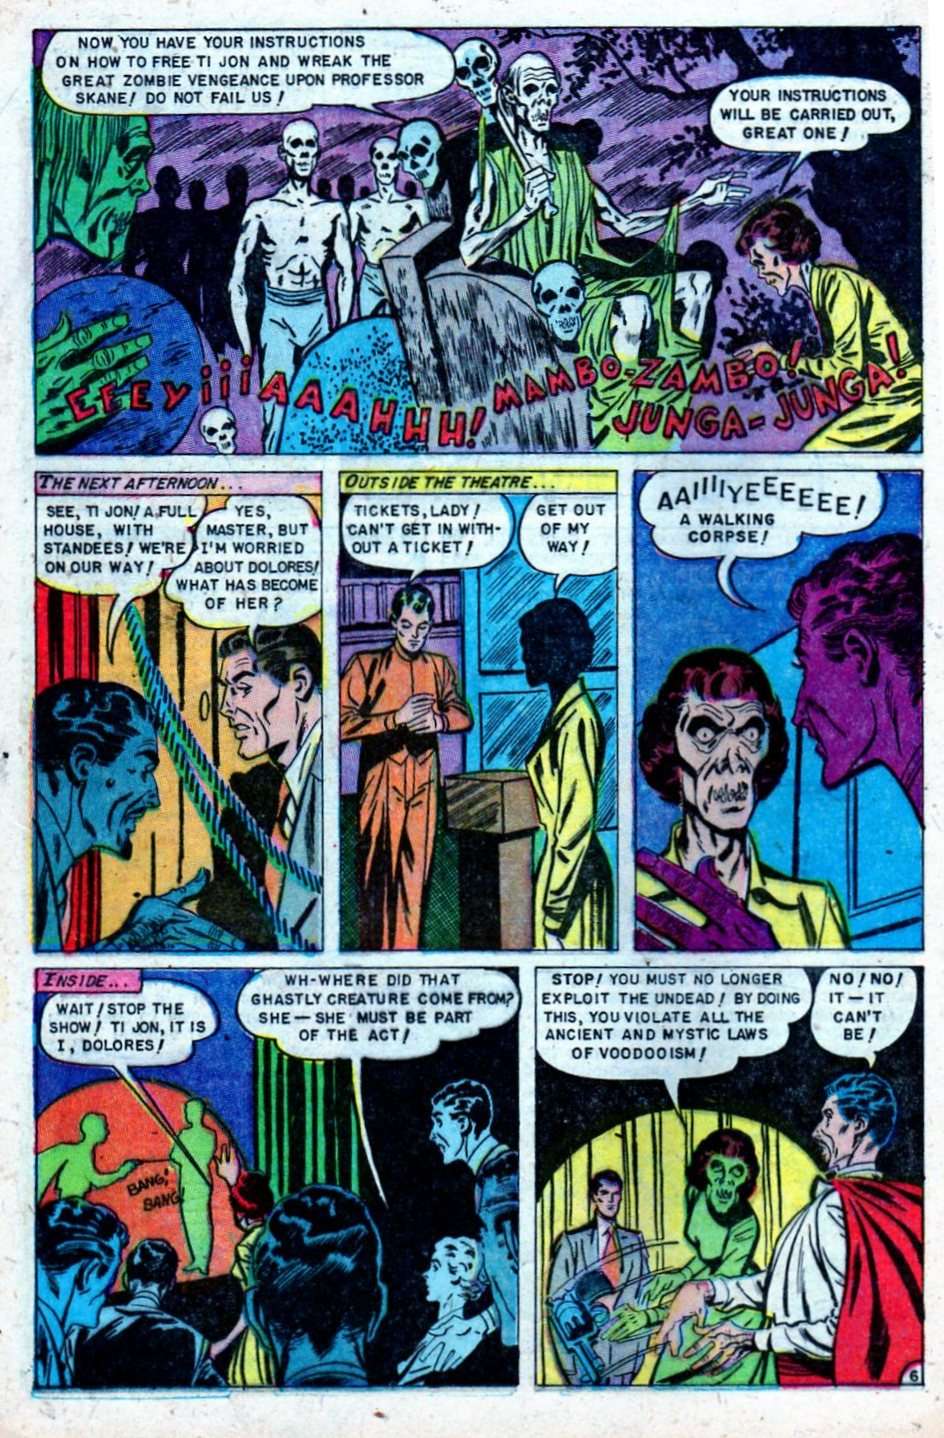 NOW YOU HAVE YOUR INSTRUCTIONS
ON HOW TO FREE TI JON AND WREAK THE
GREAT ZOMBIE VENGEANCE UPON PROFESSOR
SKANE! DO NOT FAIL US!
YOUR INSTRUCTIONS
WILL BE CARRIED OUT,
GREAT ONE!
EEEYiiiAAAAHHH!
MAMBO-ZAMBO!
JUNGA-JUNGA!
THE NEXT AFTERNOON...
SEE, TI JON! A FULL
HOUSE, WITH
STANDEES! WE'RE
ON OUR WAY!
YES,
MASTER, BUT
I'M WORRIED
ABOUT DOLORES!
WHAT HAS BECOME
OF HER?
OUTSIDE THE THEATRE...
TICKETS, LADY!
CAN'T GET IN WITH-
OUT A TICKET!
GET OUT
OF MY
WAY!
AAIIIIYEEEEEE!
A WALKING
CORPSE!
INSIDE...
WAIT! STOP THE
SHOW! TI JON, IT IS
I, DOLORES!
WH-WHERE DID THAT
GHASTLY CREATURE COME FROM?
SHE—SHE MUST BE PART
OF THE ACT!
BANG!
BANG!
STOP! YOU MUST NO LONGER
EXPLOIT THE UNDEAD! BY DOING
THIS, YOU VIOLATE ALL THE
ANCIENT AND MYSTIC LAWS
OF VOODOOISM!
NO! NO!
IT—IT
CAN'T
BE!
6